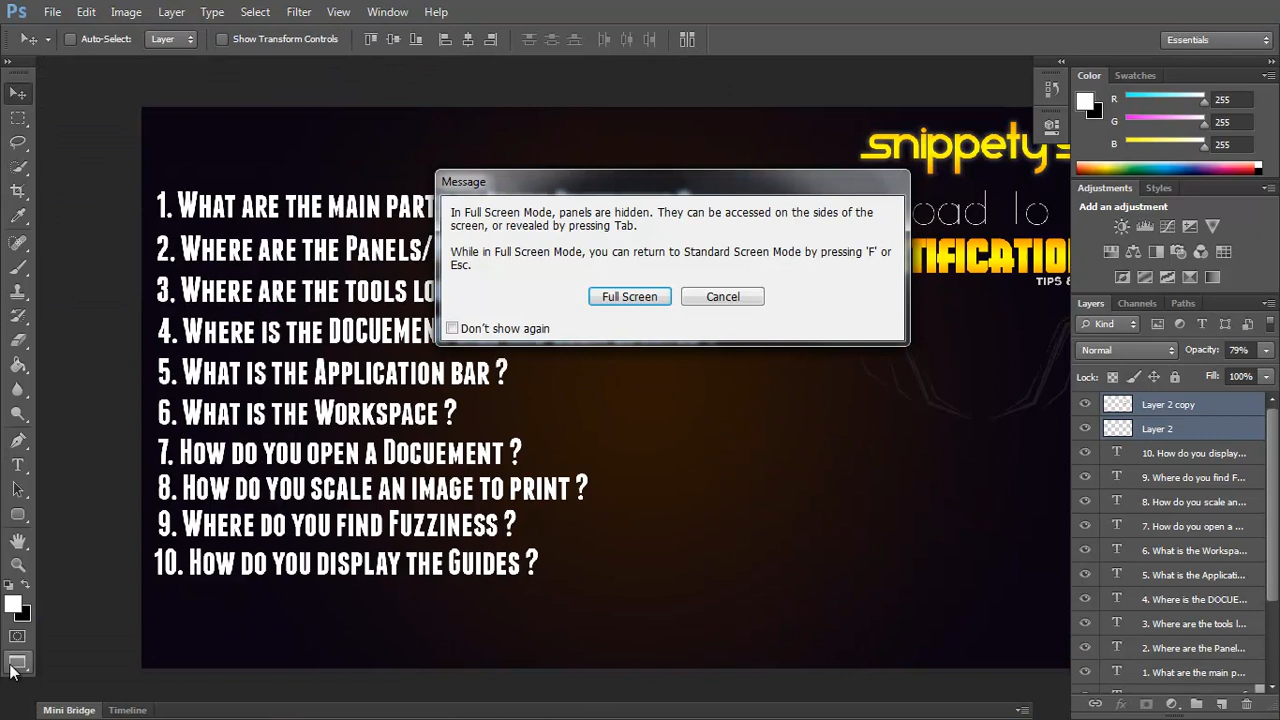 Ps File Edit Image Layer Type Select Filter View Window Help
Auto-Select: Layer Show Transform Controls Essentials
Color Swatches
R 255
G 255
B 255
Adjustments Styles
Add an adjustment
Layers Channels Paths
Kind
Normal Opacity: 79%
Lock: Fill: 100%
Layer 2 copy
Layer 2
T 10. How do you display...
T 9. Where do you find F...
T 8. How do you scale an ...
T 7. How do you open a ...
T 6. What is the Workspa...
T 5. What is the Applicati...
T 4. Where is the DOCUE...
T 3. Where are the tools l...
T 2. Where are the Panel...
T 1. What are the main p...
fx
snippety
oad Io
TIFICATION
TIPS &
Message
In Full Screen Mode, panels are hidden. They can be accessed on the sides of the
screen, or revealed by pressing Tab.
While in Full Screen Mode, you can return to Standard Screen Mode by pressing 'F' or
Esc.
Full Screen Cancel
Don't show again
1. What are the main part
2. Where are the Panels/
3. Where are the tools lo
4. Where is the DOCUEMEN
5. What is the Application bar ?
6. What is the Workspace ?
7. How do you open a Docuement ?
8. How do you scale an image to print ?
9. Where do you find Fuzziness ?
10. How do you display the Guides ?
Mini Bridge Timeline